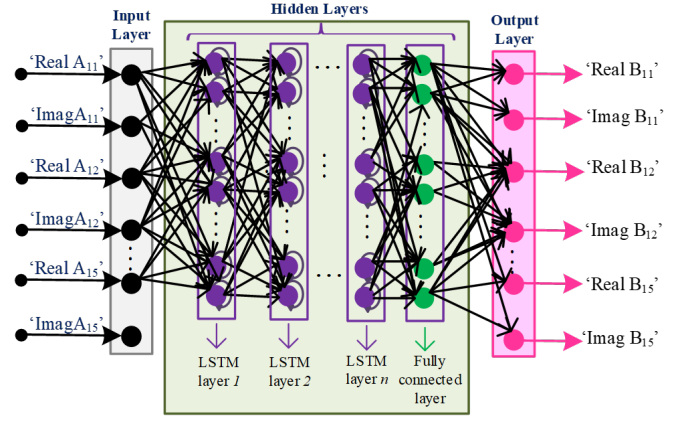 Input
Layer
Hidden Layers
Output
Layer
‘Real A11’
‘ImagA11’
‘Real A12’
‘ImagA12’
‘Real A15’
‘ImagA15’
‘Real B11’
‘Imag B11’
‘Real B12’
‘Imag B12’
‘Real B15’
‘Imag B15’
LSTM
layer 1
LSTM
layer 2
LSTM
layer n
Fully
connected
layer